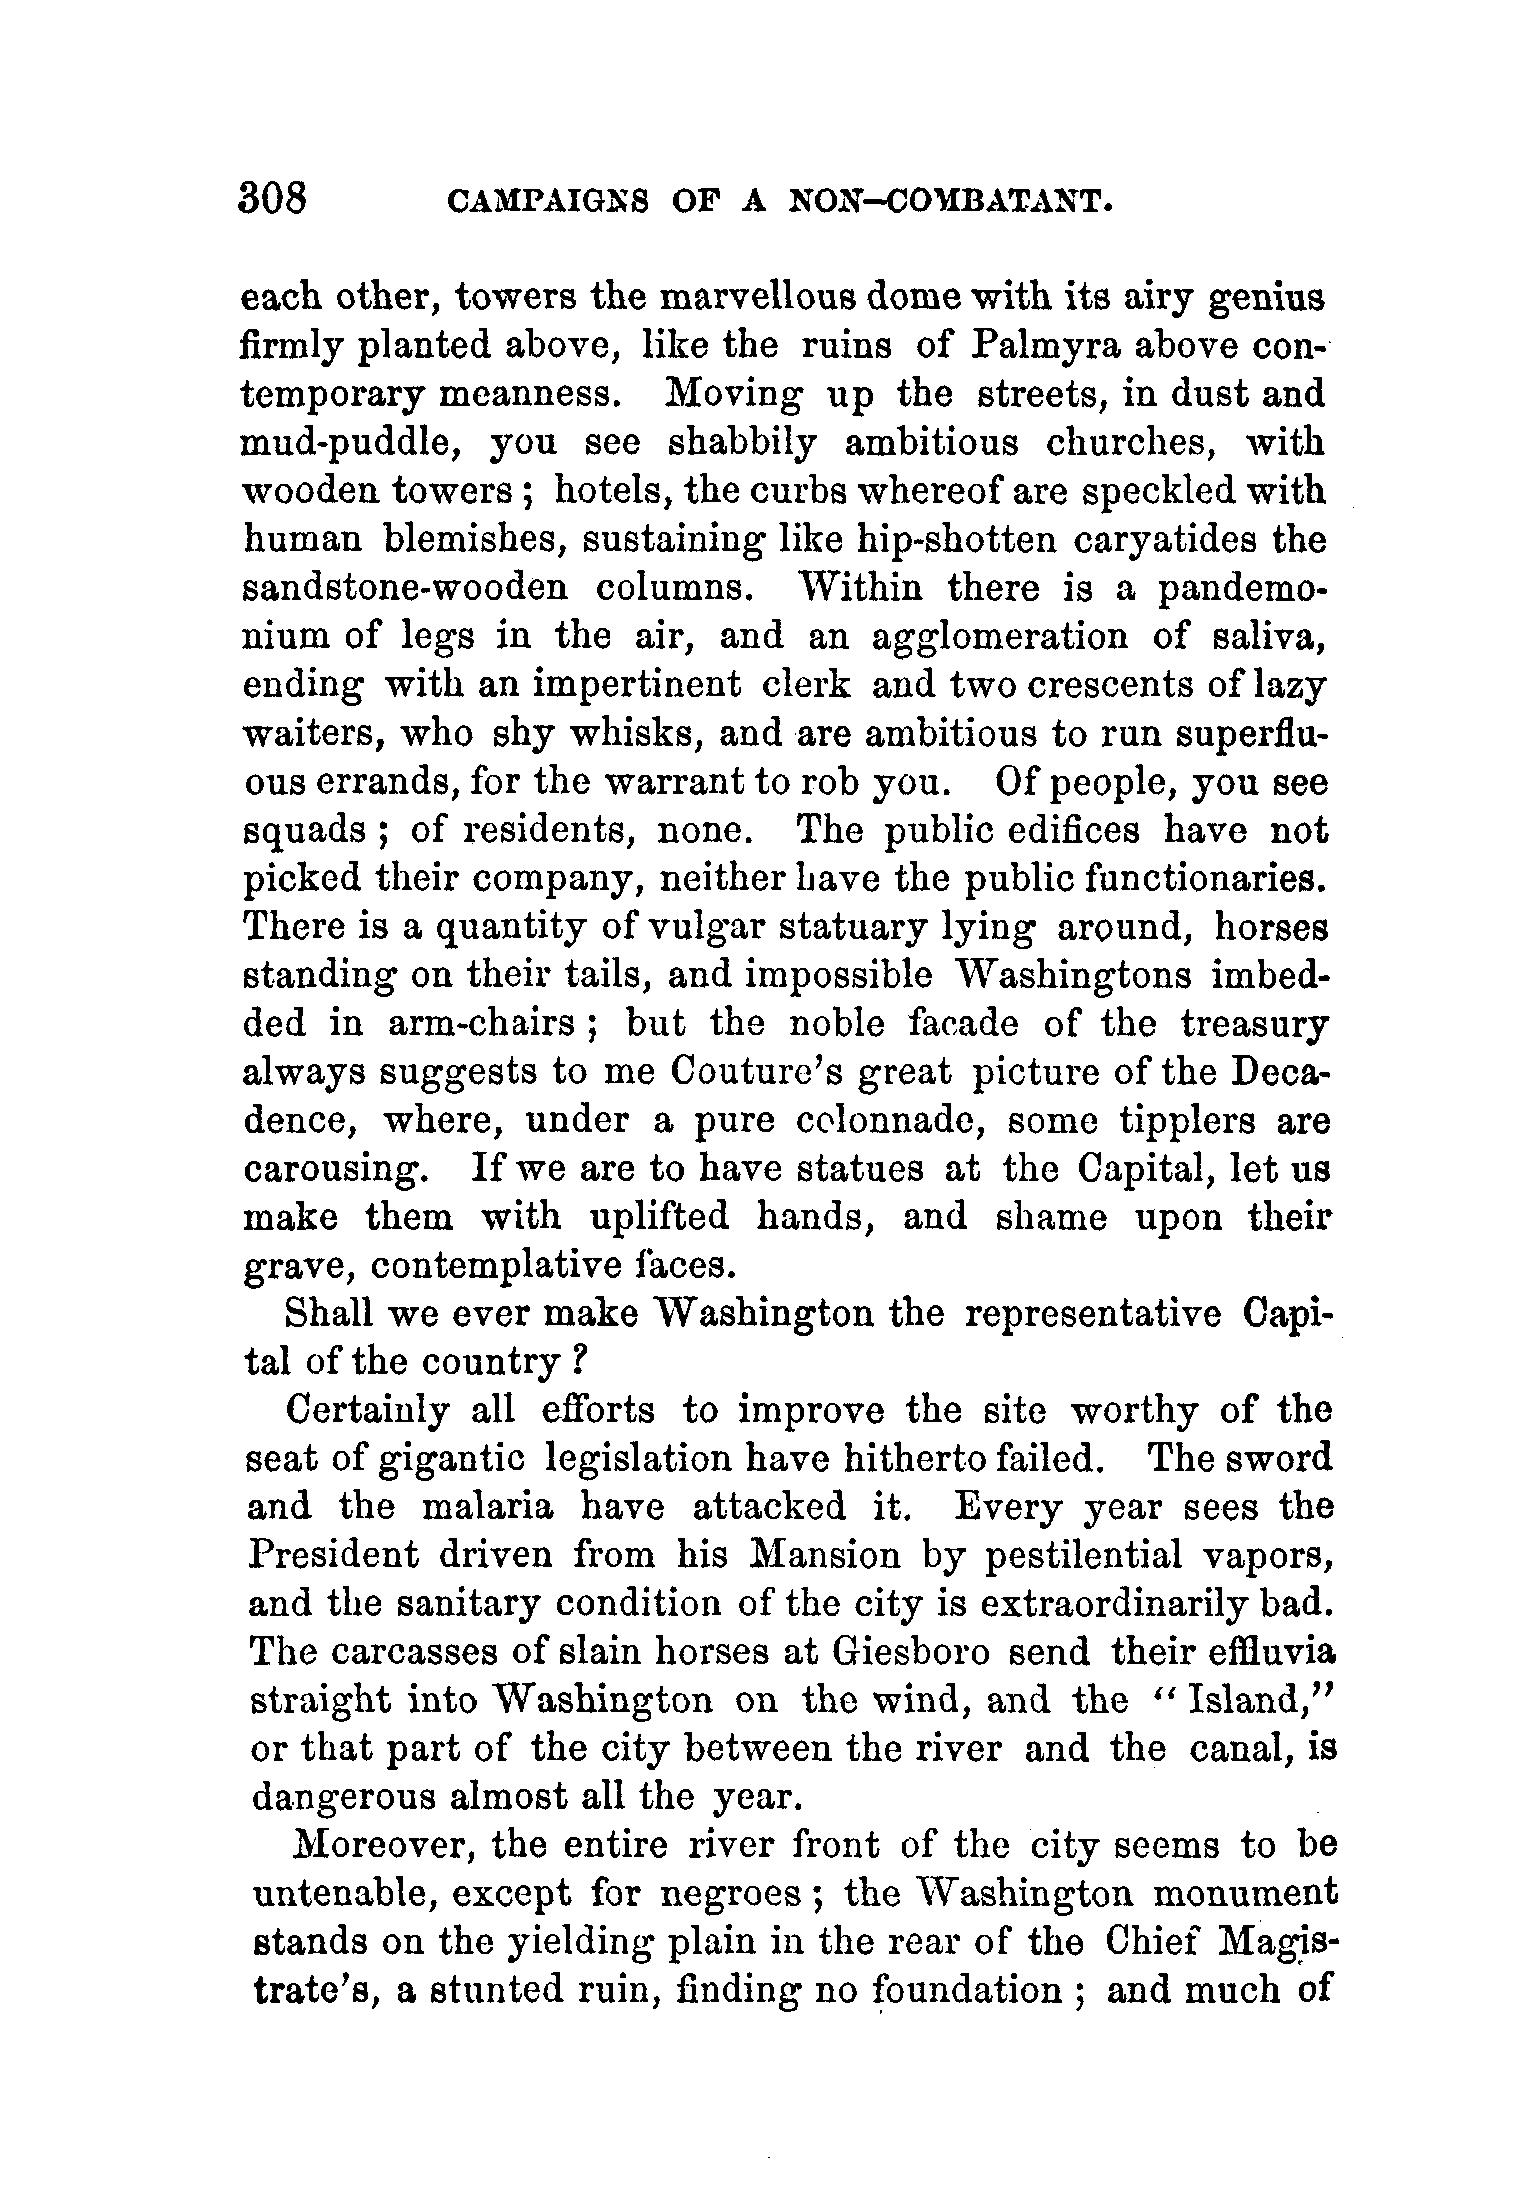 308 CAMPAIGNS OF A NON-COMBATANT.
each other, towers the marvellous dome with its airy genius
firmly planted above, like the ruins of Palmyra above con-
temporary meanness. Moving up the streets, in dust and
mud-puddle, you see shabbily ambitious churches, with
wooden towers ; hotels, the curbs whereof are speckled with
human blemishes, sustaining like hip-shotten caryatides the
sandstone-wooden columns. Within there is a pandemo-
nium of legs in the air, and an agglomeration of saliva,
ending with an impertinent clerk and two crescents of lazy
waiters, who shy whisks, and are ambitious to run superflu-
ous errands, for the warrant to rob you. Of people, you see
squads ; of residents, none. The public edifices have not
picked their company, neither have the public functionaries.
There is a quantity of vulgar statuary lying around, horses
standing on their tails, and impossible Washingtons imbed-
ded in arm-chairs ; but the noble facade of the treasury
always suggests to me Couture's great picture of the Deca-
dence, where, under a pure colonnade, some tipplers are
carousing. If we are to have statues at the Capital, let us
make them with uplifted hands, and shame upon their
grave, contemplative faces.
Shall we ever make Washington the representative Capi-
tal of the country ?
Certainly all efforts to improve the site worthy of the
seat of gigantic legislation have hitherto failed. The sword
and the malaria have attacked it. Every year sees the
President driven from his Mansion by pestilential vapors,
and the sanitary condition of the city is extraordinarily bad.
The carcasses of slain horses at Giesboro send their effluvia
straight into Washington on the wind, and the " Island,"
or that part of the city between the river and the canal, is
dangerous almost all the year.
Moreover, the entire river front of the city seems to be
untenable, except for negroes ; the Washington monument
stands on the yielding plain in the rear of the Chief Magis-
trate's, a stunted ruin, finding no foundation ; and much of